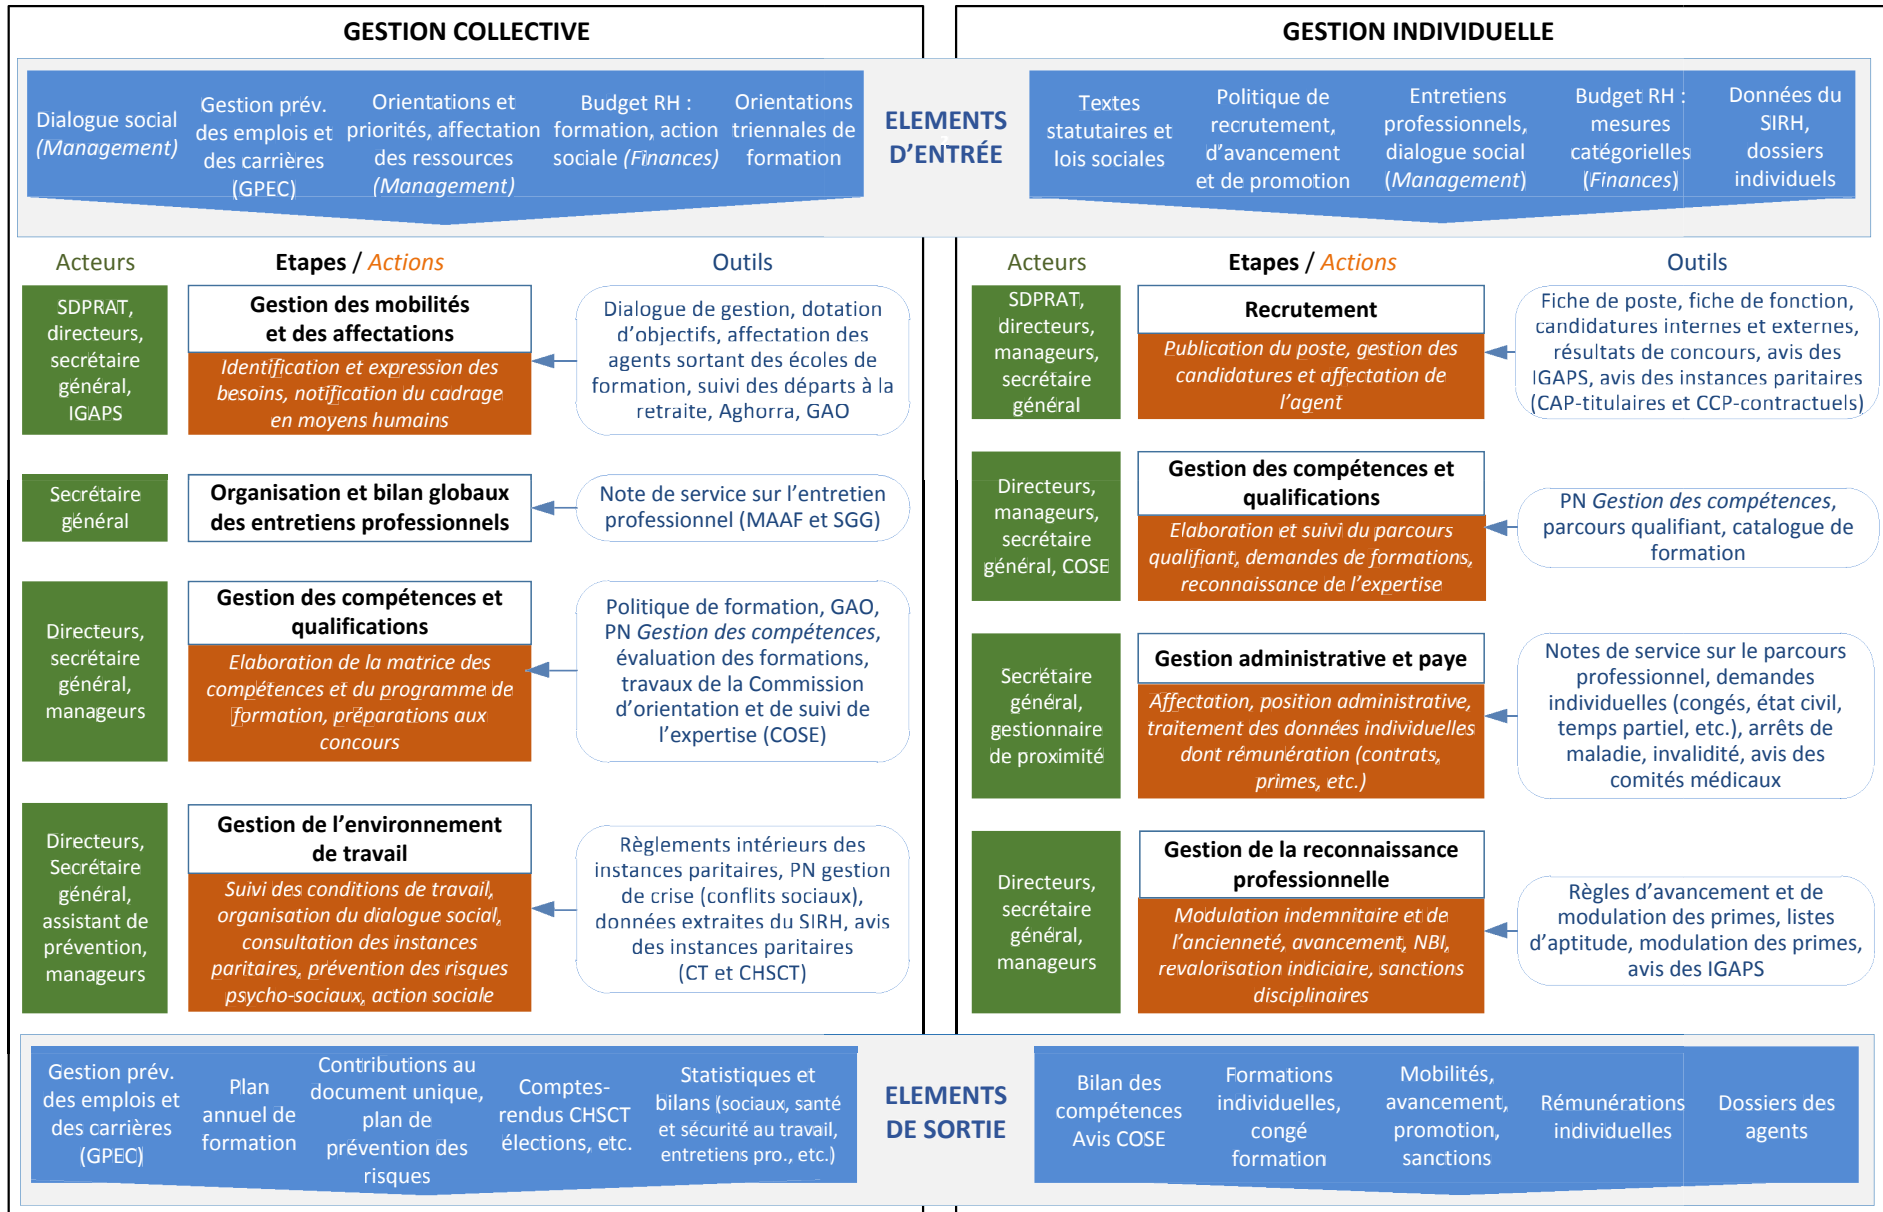 GESTION COLLECTIVE
Dialogue social
(Management)
Gestion prév.
des emplois et
des carrières
(GPEC)
Orientations et
priorités, affectation
des ressources
(Management)
Budget RH :
formation, action
sociale (Finances)
Orientations
triennales de
formation
ELEMENTS
D’ENTRÉE
GESTION INDIVIDUELLE
Textes
statutaires et
lois sociales
Politique de
recrutement,
d’avancement
et de promotion
Entretiens
professionnels,
dialogue social
(Management)
Budget RH :
mesures
catégorielles
(Finances)
Données du
SIRH,
dossiers
individuels
Acteurs
Etapes / Actions
Outils
SDPRAT,
directeurs,
secrétaire
général,
IGAPS
Gestion des mobilités
et des affectations
Identification et expression des
besoins, notification du cadrage
en moyens humains
Dialogue de gestion, dotation
d’objectifs, affectation des
agents sortant des écoles de
formation, suivi des départs à la
retraite, Aghorra, GAO
Secrétaire
général
Organisation et bilan globaux
des entretiens professionnels
Note de service sur l’entretien
professionnel (MAAF et SGG)
Directeurs,
secrétaire
général,
manageurs
Gestion des compétences et
qualifications
Elaboration de la matrice des
compétences et du programme de
formation, préparations aux
concours
Politique de formation, GAO,
PN Gestion des compétences,
évaluation des formations,
travaux de la Commission
d’orientation et de suivi de
l’expertise (COSE)
Directeurs,
Secrétaire
général,
assistant de
prévention,
manageurs
Gestion de l’environnement
de travail
Suivi des conditions de travail,
organisation du dialogue social,
consultation des instances
paritaires, prévention des risques
psycho-sociaux, action sociale
Règlements intérieurs des
instances paritaires, PN gestion
de crise (conflits sociaux),
données extraites du SIRH, avis
des instances paritaires
(CT et CHSCT)
Acteurs
Etapes / Actions
Outils
SDPRAT,
directeurs,
manageurs,
secrétaire
général
Recrutement
Publication du poste, gestion des
candidatures et affectation de
l’agent
Fiche de poste, fiche de fonction,
candidatures internes et externes,
résultats de concours, avis des
IGAPS, avis des instances paritaires
(CAP-titulaires et CCP-contractuels)
Directeurs,
manageurs,
secrétaire
général, COSE
Gestion des compétences et
qualifications
Elaboration et suivi du parcours
qualifiant, demandes de formations,
reconnaissance de l’expertise
PN Gestion des compétences,
parcours qualifiant, catalogue de
formation
Secrétaire
général,
gestionnaire
de proximité
Gestion administrative et paye
Affectation, position administrative,
traitement des données individuelles
dont rémunération (contrats,
primes, etc.)
Notes de service sur le parcours
professionnel, demandes
individuelles (congés, état civil,
temps partiel, etc.), arrêts de
maladie, invalidité, avis des
comités médicaux
Directeurs,
secrétaire
général,
manageurs
Gestion de la reconnaissance
professionnelle
Modulation indemnitaire et de
l’ancienneté, avancement, NBI,
revalorisation indiciaire, sanctions
disciplinaires
Règles d’avancement et de
modulation des primes, listes
d’aptitude, modulation des primes,
avis des IGAPS
Gestion prév.
des emplois et
des carrières
(GPEC)
Plan
annuel de
formation
Contributions au
document unique,
plan de
prévention des
risques
Comptes-
rendus CHSCT
élections, etc.
Statistiques et
bilans (sociaux, santé
et sécurité au travail,
entretiens pro., etc.)
ELEMENTS
DE SORTIE
Bilan des
compétences
Avis COSE
Formations
individuelles,
congé
formation
Mobilités,
avancement,
promotion,
sanctions
Rémunérations
individuelles
Dossiers des
agents